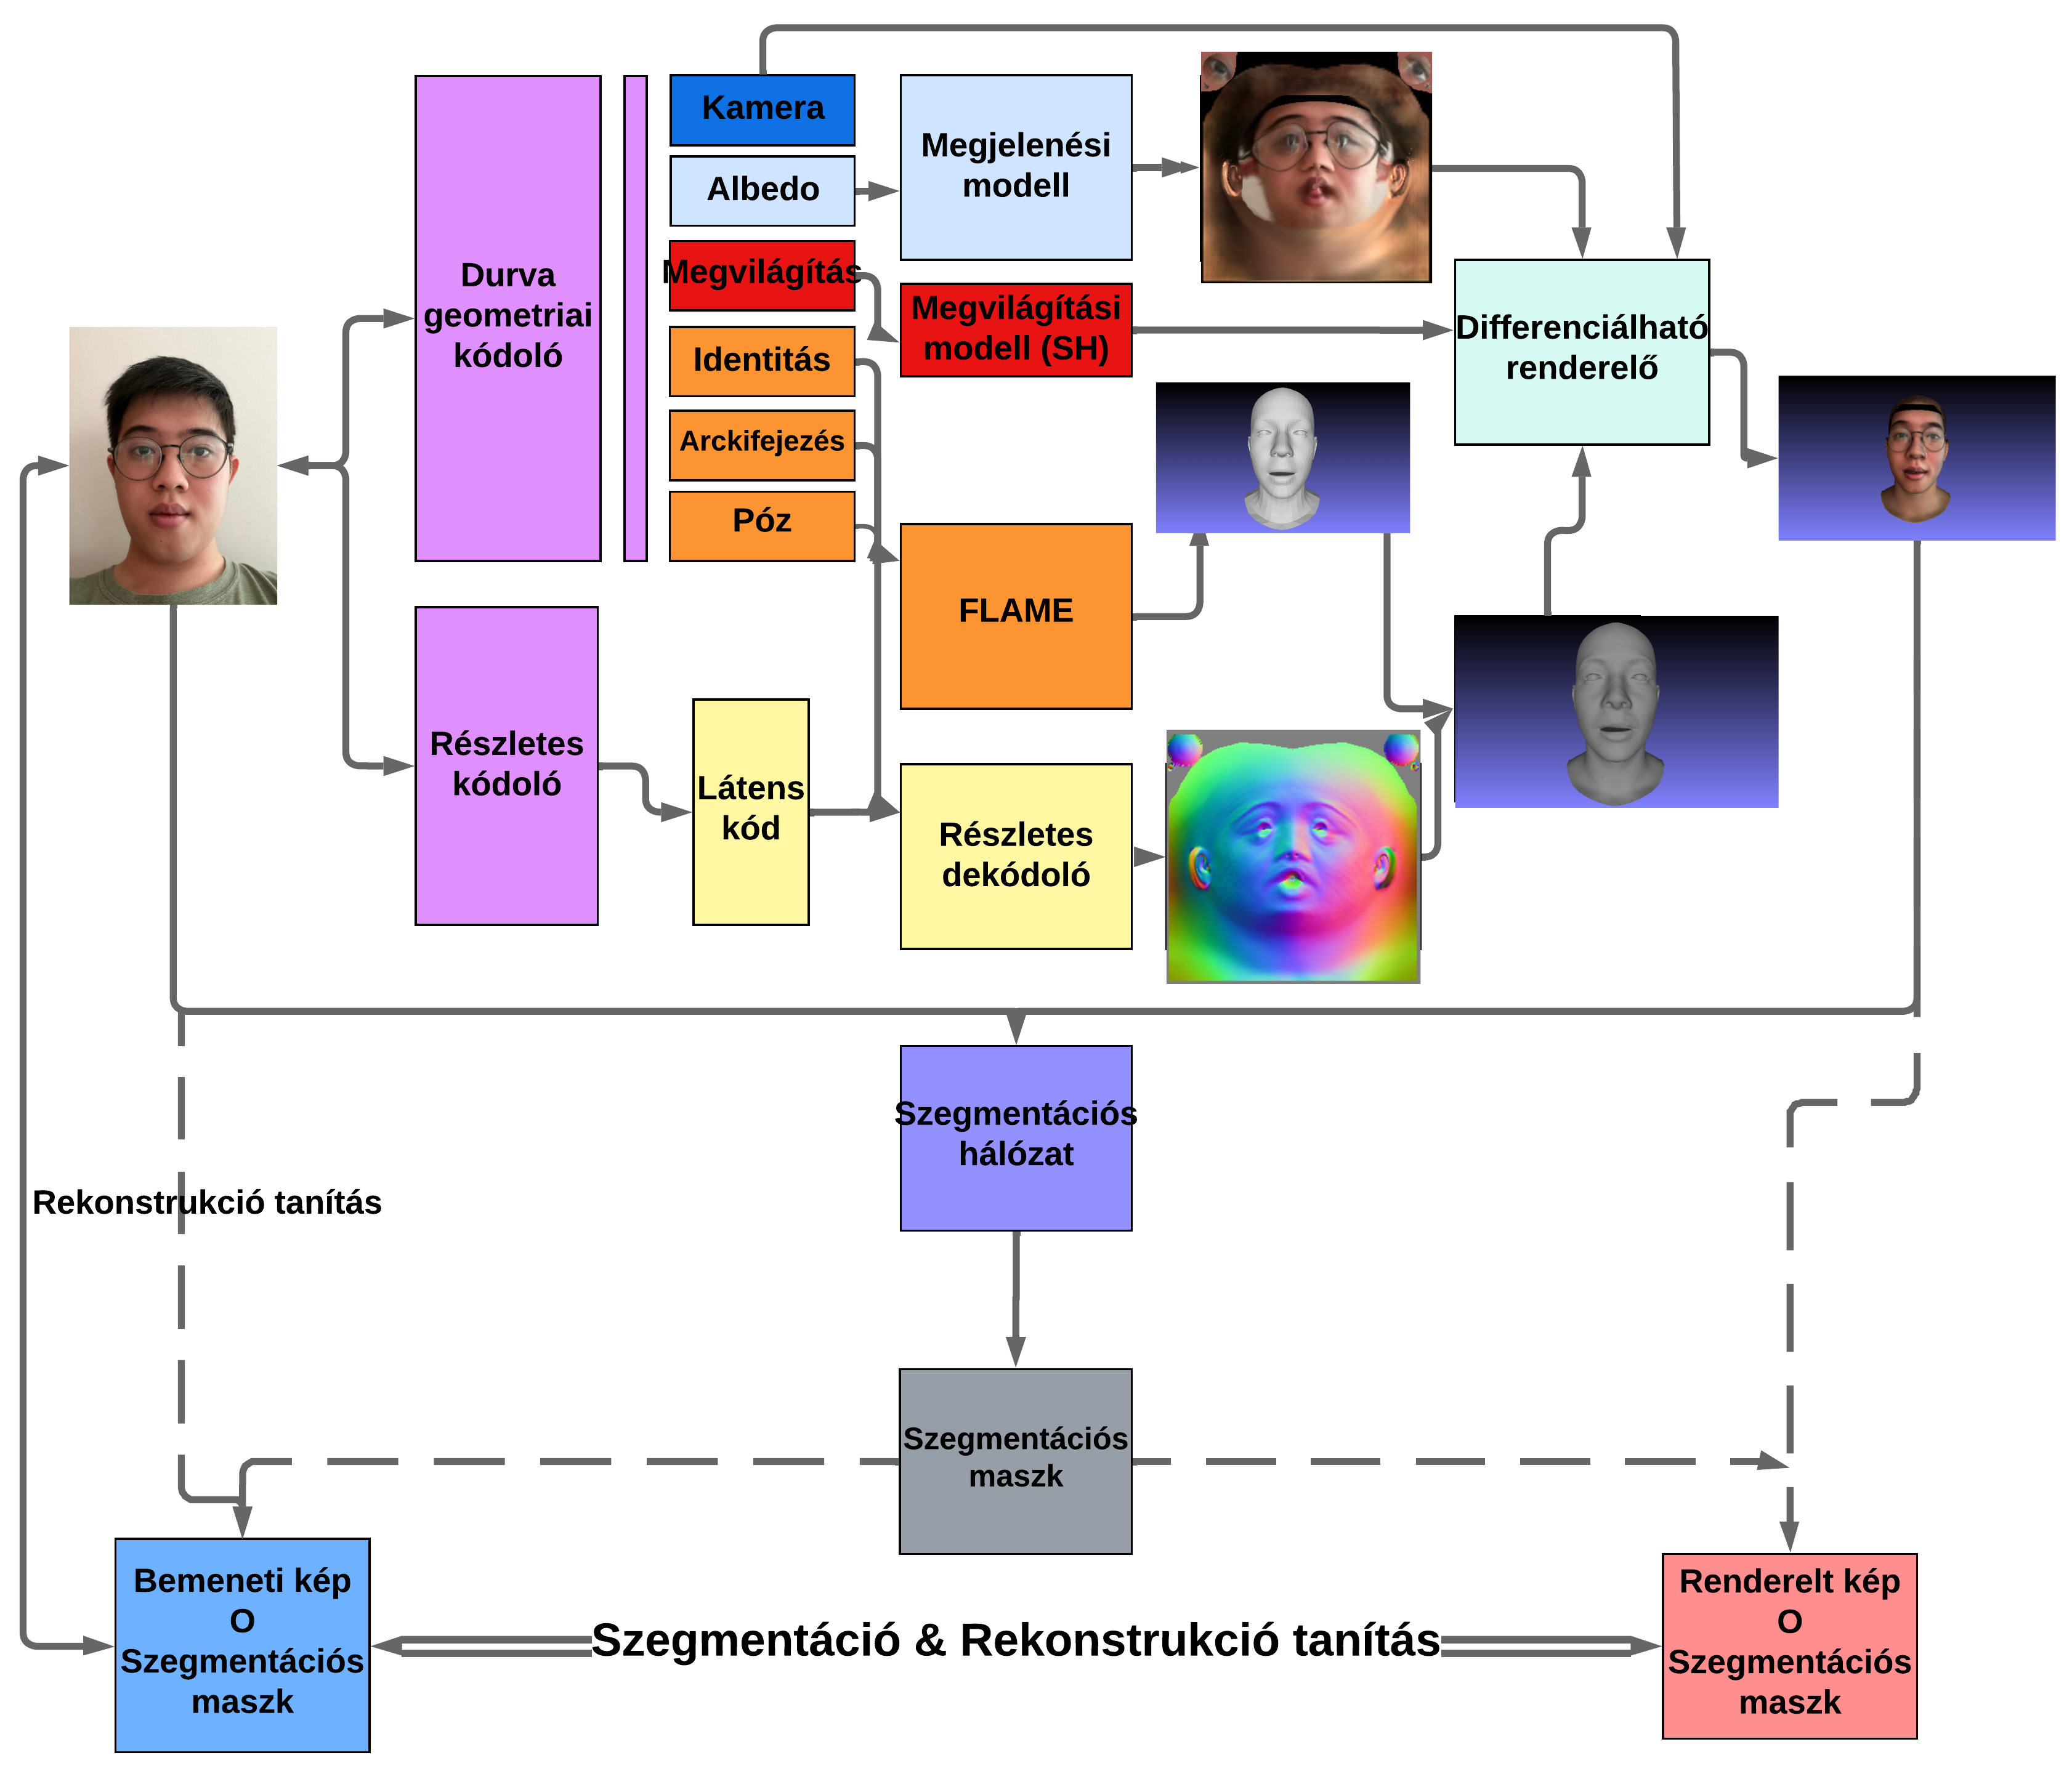 Kamera
Albedo
Megvilágítás
Identitás
Arckifejezés
Póz
Durva
geometriai
kódoló
Megjelenési
modell
Megvilágítási
modell (SH)
Differenciálható
renderelő
FLAME
Részletes
kódoló
Látens
kód
Részletes
dekódoló
Szegmentációs
hálózat
Rekonstrukció tanítás
Szegmentációs
maszk
Bemeneti kép
O
Szegmentációs
maszk
Szegmentáció & Rekonstrukció tanítás
Renderelt kép
O
Szegmentációs
maszk